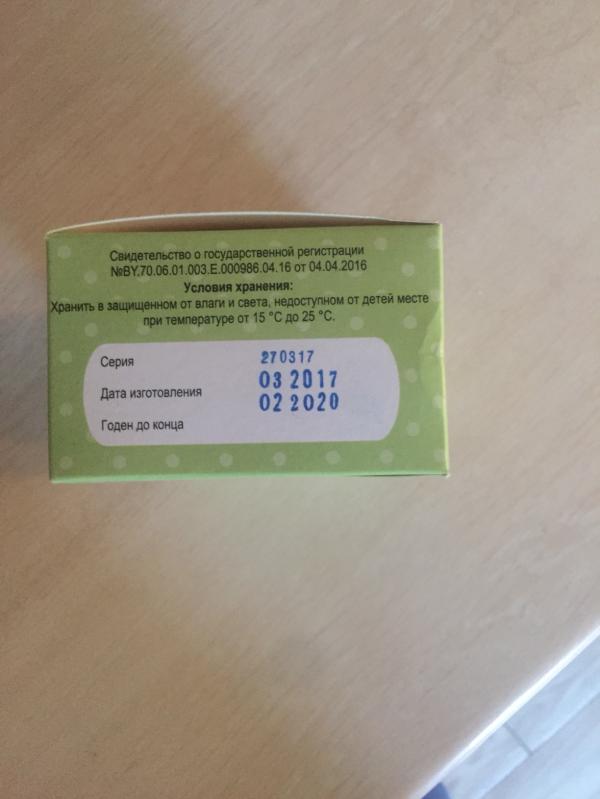 Свидетельство о государственной регистрации
№BY.70.06.01.003.Е.000986.04.16 от 04.04.2016
Условия хранения:
Хранить в защищенном от влаги и света, недоступном от детей месте
при температуре от 15 °С до 25 °С.
Серия 270317
Дата изготовления 03 2017
Годен до конца 02 2020